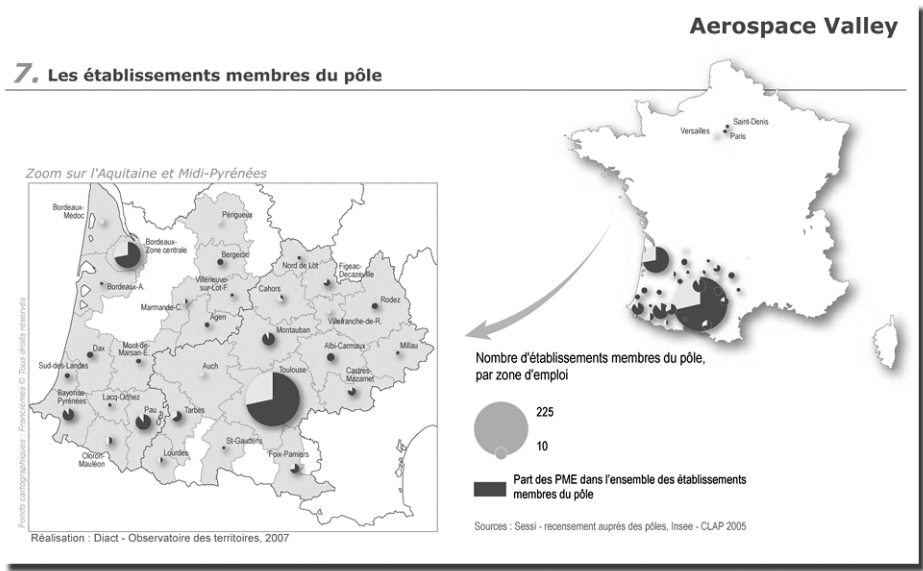 Aerospace Valley
7. Les établissements membres du pôle
Saint-Denis
Versailles
Paris
Zoom sur l'Aquitaine et Midi-Pyrénées
Bordeaux-
Médoc
Périgueux
Bordeaux-
Zone centrale
Bergerac
Nord de Lot
Figeac-
Decazeville
Bordeaux-A.
Villeneuve-
sur-Lot-F.
Cahors
Marmande-C.
Rodez
Agen
Villefranche-de-R.
Montauban
Dax
Mont-de-
Marsan-E.
Albi-Carmaux
Millau
Sud-des-Landes
Auch
Toulouse
Castres-
Mazamet
Bayonne-
Pyrénées
Lacq-Orthez
Pau
Tarbes
St-Gaudens
Oloron-
Mauléon
Lourdes
Foix-Pamiers
Fonds cartographiques : Francièmes © Tous droits réservés
Réalisation : Diact - Observatoire des territoires, 2007
Nombre d'établissements membres du pôle,
par zone d'emploi
225
10
Part des PME dans l'ensemble des établissements
membres du pôle
Sources : Sessi - recensement auprès des pôles, Insee - CLAP 2005